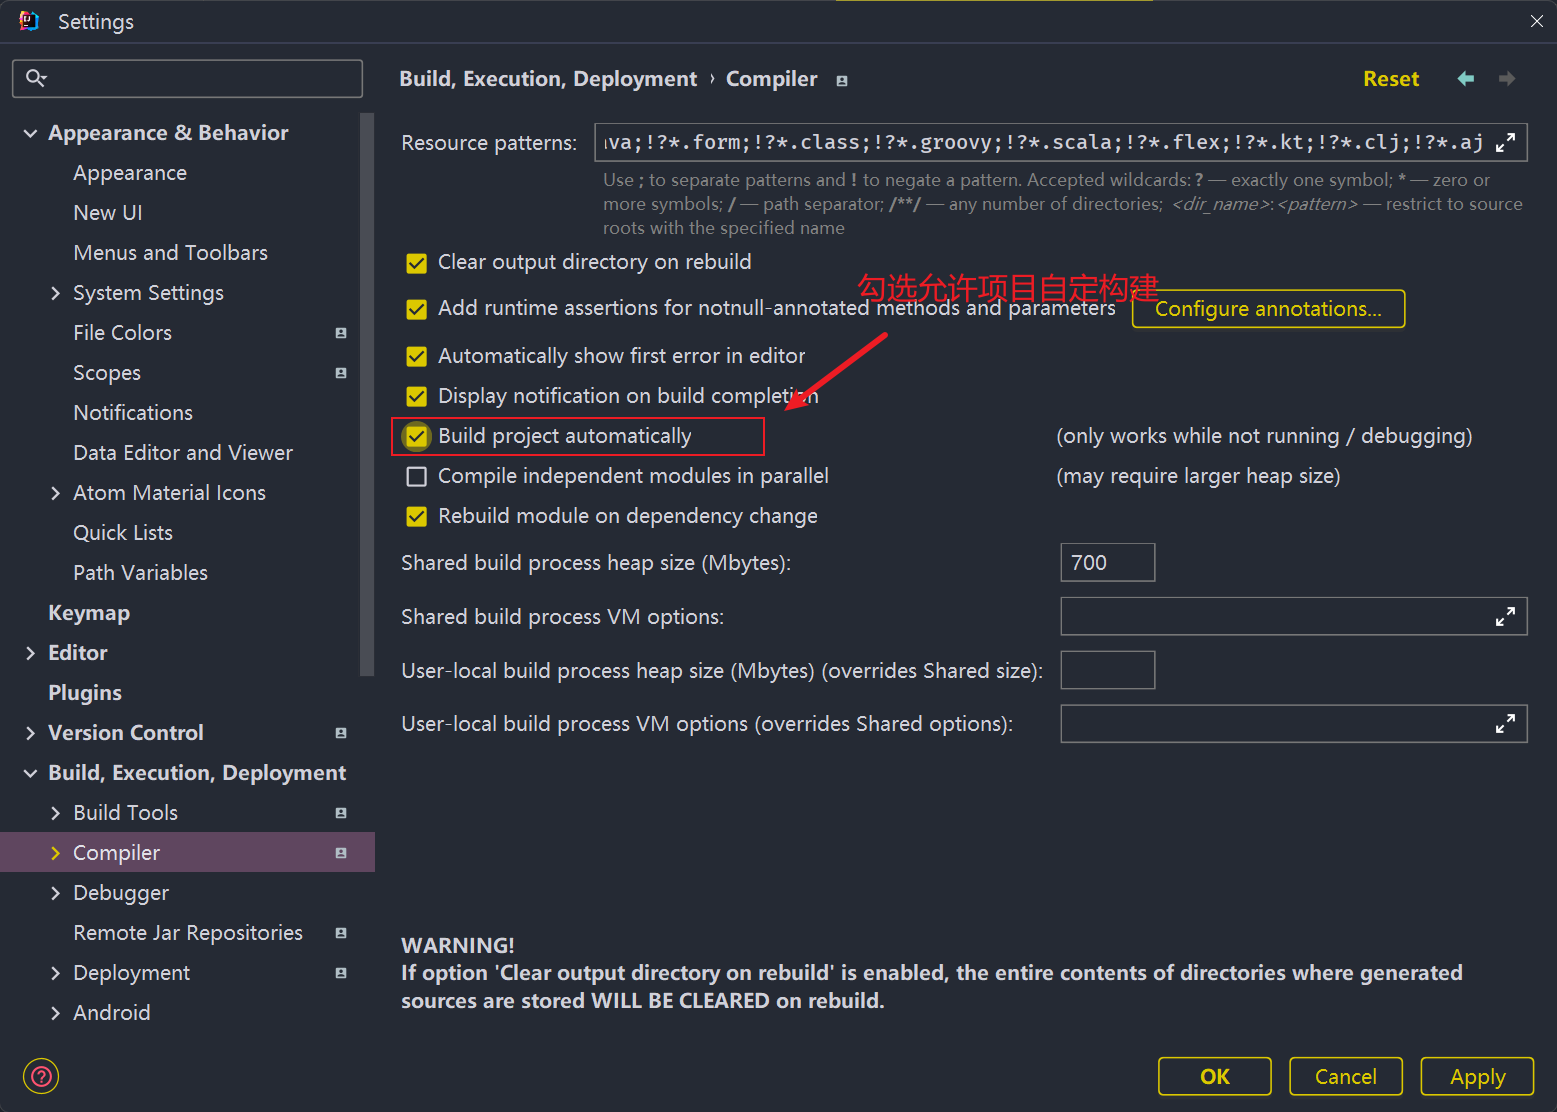 Settings
Build, Execution, Deployment › Compiler
Reset
Appearance & Behavior
Appearance
New UI
Menus and Toolbars
System Settings
File Colors
Scopes
Notifications
Data Editor and Viewer
Atom Material Icons
Quick Lists
Path Variables
Keymap
Editor
Plugins
Version Control
Build, Execution, Deployment
Build Tools
Compiler
Debugger
Remote Jar Repositories
Deployment
Android
Resource patterns: ava;!?*.form;!?*.class;!?*.groovy;!?*.scala;!?*.flex;!?*.kt;!?*.clj;!?*.aj
Use ; to separate patterns and ! to negate a pattern. Accepted wildcards: ? — exactly one symbol; * — zero or
more symbols; / — path separator; /**/ — any number of directories; <dir_name>:<pattern> — restrict to source
roots with the specified name
Clear output directory on rebuild
勾选允许项目自定构建
Add runtime assertions for notnull-annotated methods and parameters
Configure annotations...
Automatically show first error in editor
Display notification on build completion
Build project automatically
(only works while not running / debugging)
Compile independent modules in parallel
(may require larger heap size)
Rebuild module on dependency change
Shared build process heap size (Mbytes): 700
Shared build process VM options:
User-local build process heap size (Mbytes) (overrides Shared size):
User-local build process VM options (overrides Shared options):
WARNING!
If option 'Clear output directory on rebuild' is enabled, the entire contents of directories where generated
sources are stored WILL BE CLEARED on rebuild.
?
OK
Cancel
Apply